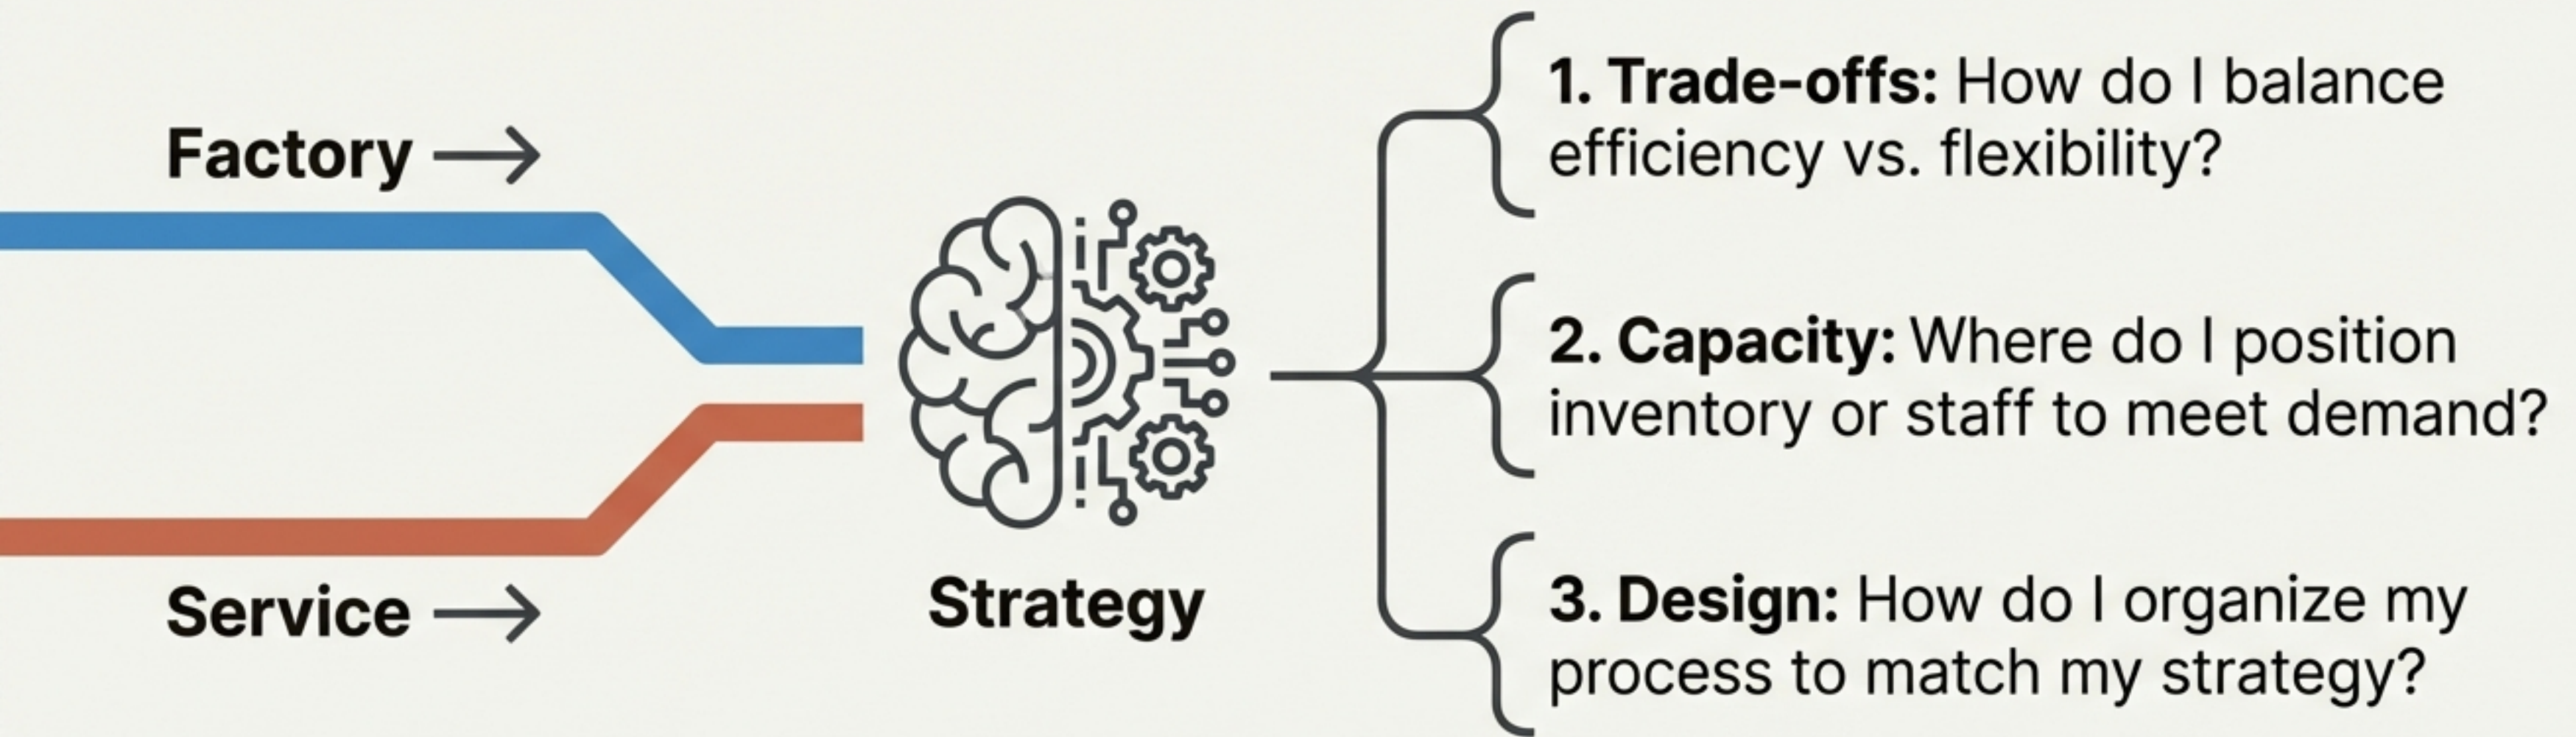 Factory →
Service →
Strategy
1. Trade-offs: How do I balance
efficiency vs. flexibility?
2. Capacity: Where do I position
inventory or staff to meet demand?
3. Design: How do I organize my
process to match my strategy?